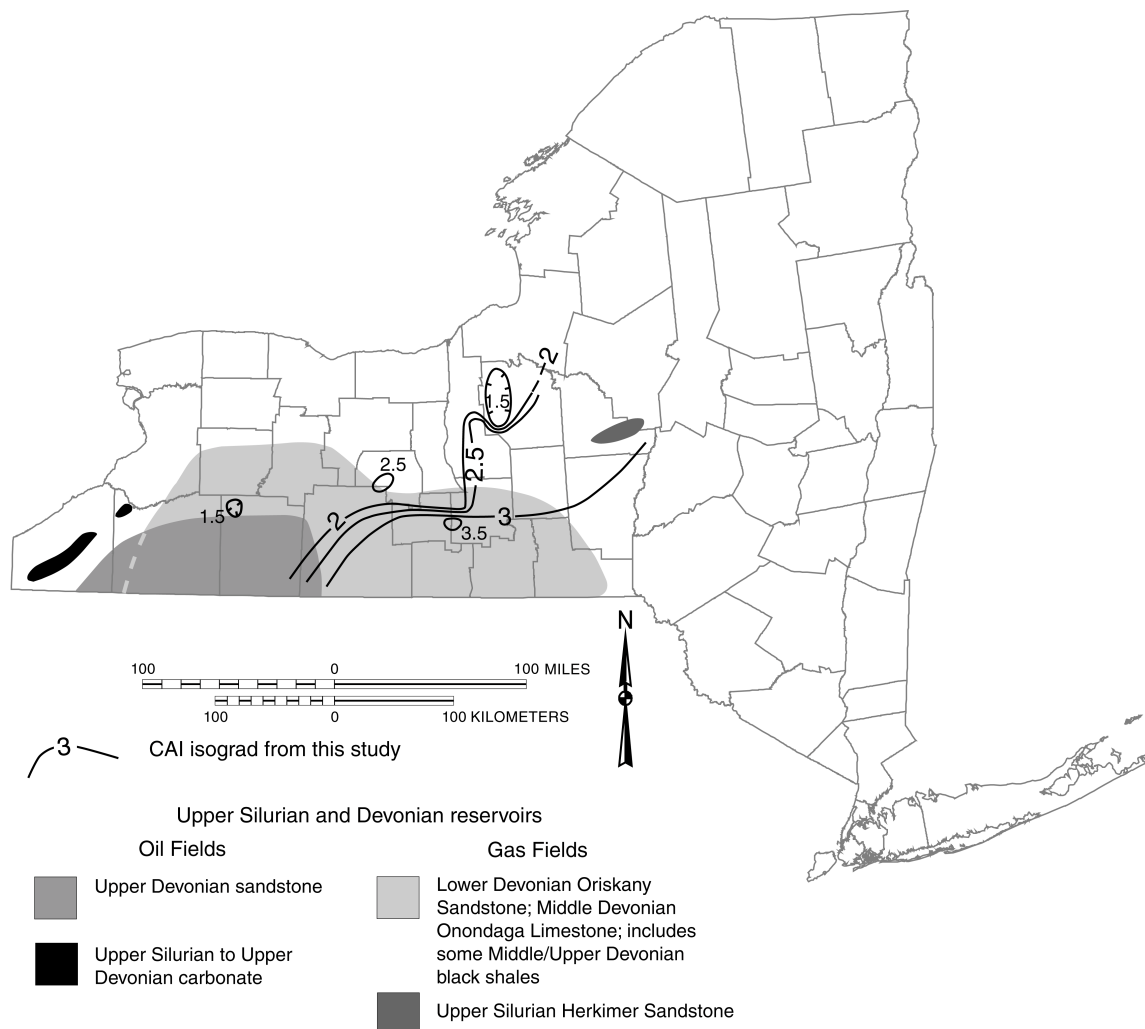 2
1.5
2.5
2.5
1.5
2
3
3.5
N
100 0 100 MILES
100 0 100 KILOMETERS
3 CAI isograd from this study
Upper Silurian and Devonian reservoirs
Oil Fields
Upper Devonian sandstone
Upper Silurian to Upper
Devonian carbonate
Gas Fields
Lower Devonian Oriskany
Sandstone; Middle Devonian
Onondaga Limestone; includes
some Middle/Upper Devonian
black shales
Upper Silurian Herkimer Sandstone